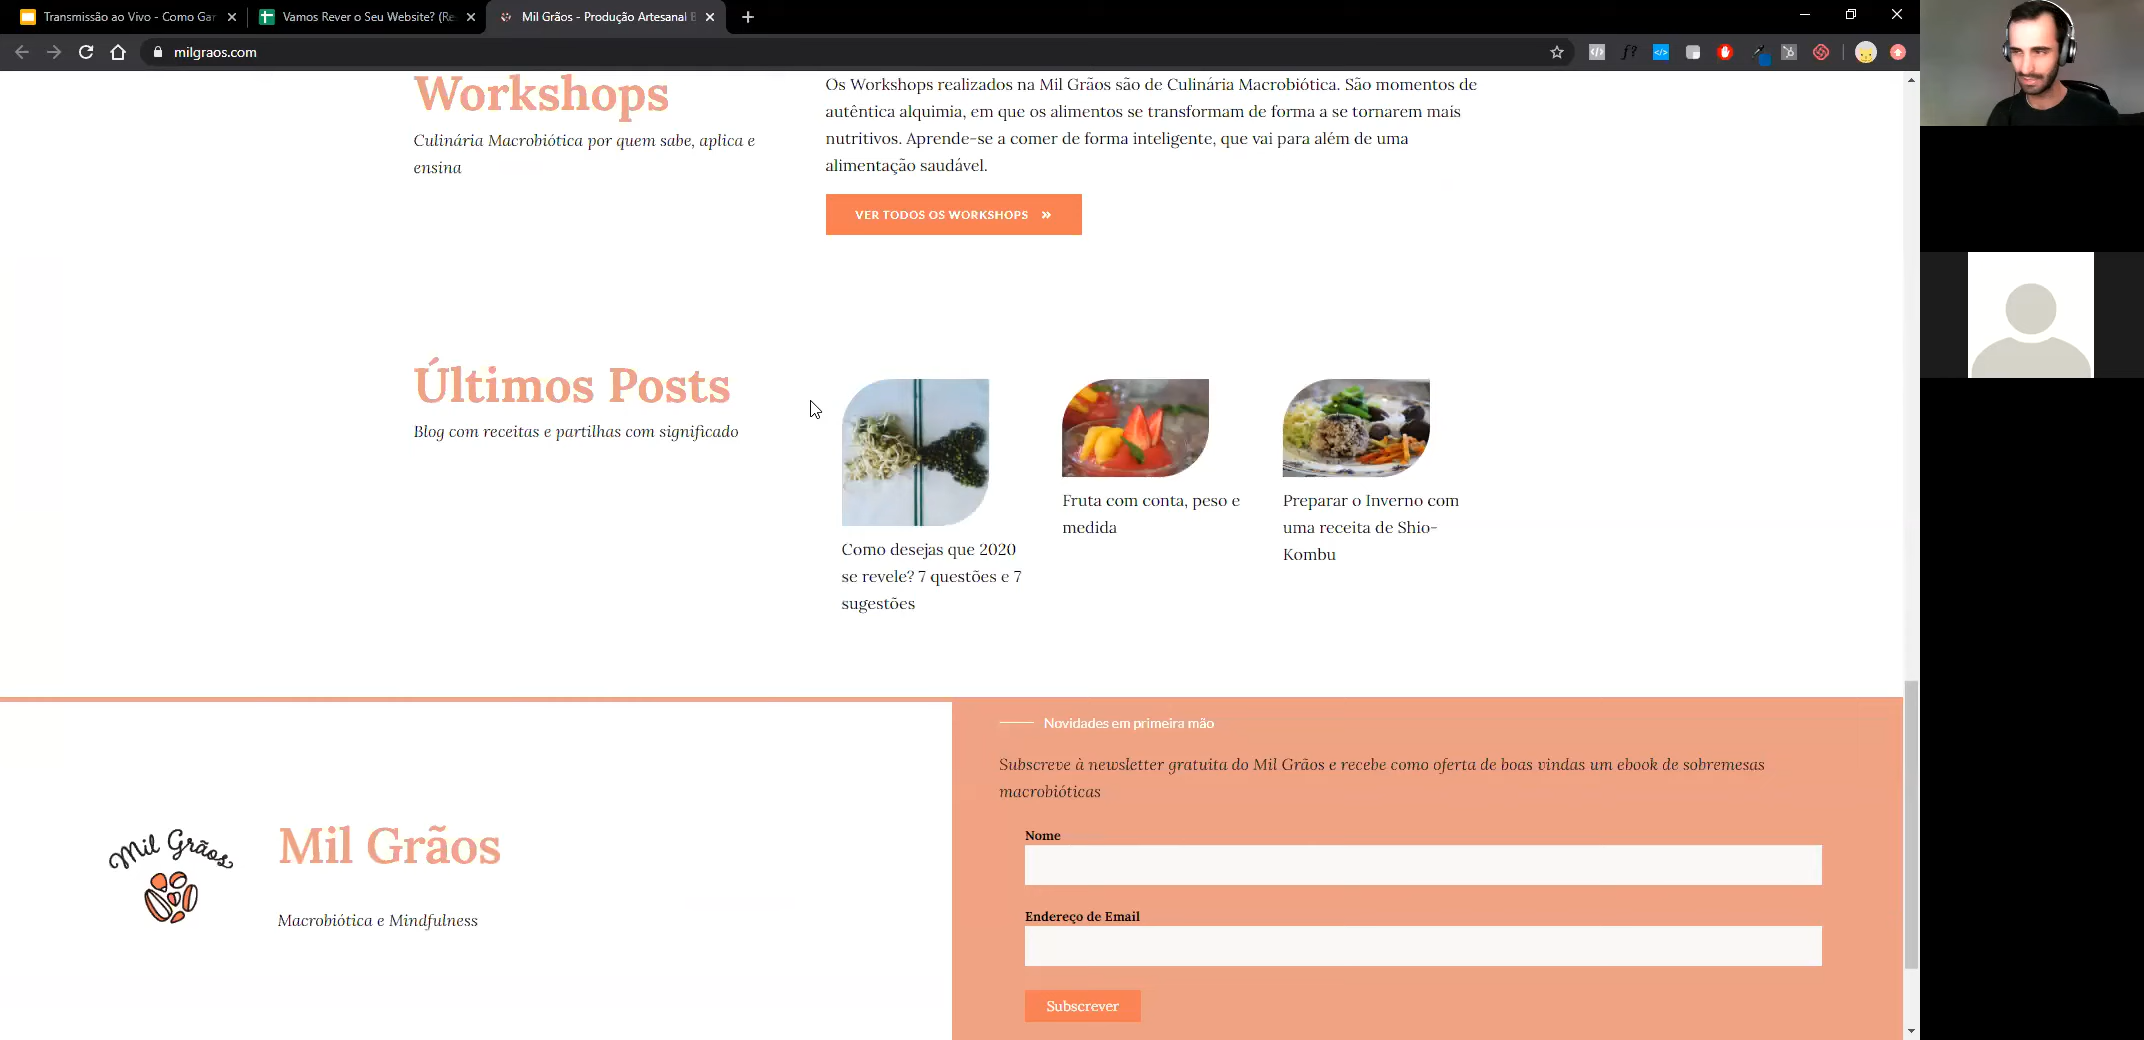 Transmissão ao Vivo - Como Gar
Vamos Rever o Seu Website? (Re
Mil Grãos - Produção Artesanal B
milgraos.com
Workshops
Culinária Macrobiótica por quem sabe, aplica e
ensina
Os Workshops realizados na Mil Grãos são de Culinária Macrobiótica. São momentos de
autêntica alquimia, em que os alimentos se transformam de forma a se tornarem mais
nutritivos. Aprende-se a comer de forma inteligente, que vai para além de uma
alimentação saudável.
VER TODOS OS WORKSHOPS »
Últimos Posts
Blog com receitas e partilhas com significado
Como desejas que 2020
se revele? 7 questões e 7
sugestões
Fruta com conta, peso e
medida
Preparar o Inverno com
uma receita de Shio-
Kombu
Mil Grãos
Mil Grãos
Macrobiótica e Mindfulness
Novidades em primeira mão
Subscreve à newsletter gratuita do Mil Grãos e recebe como oferta de boas vindas um ebook de sobremesas
macrobióticas
Nome
Endereço de Email
Subscrever